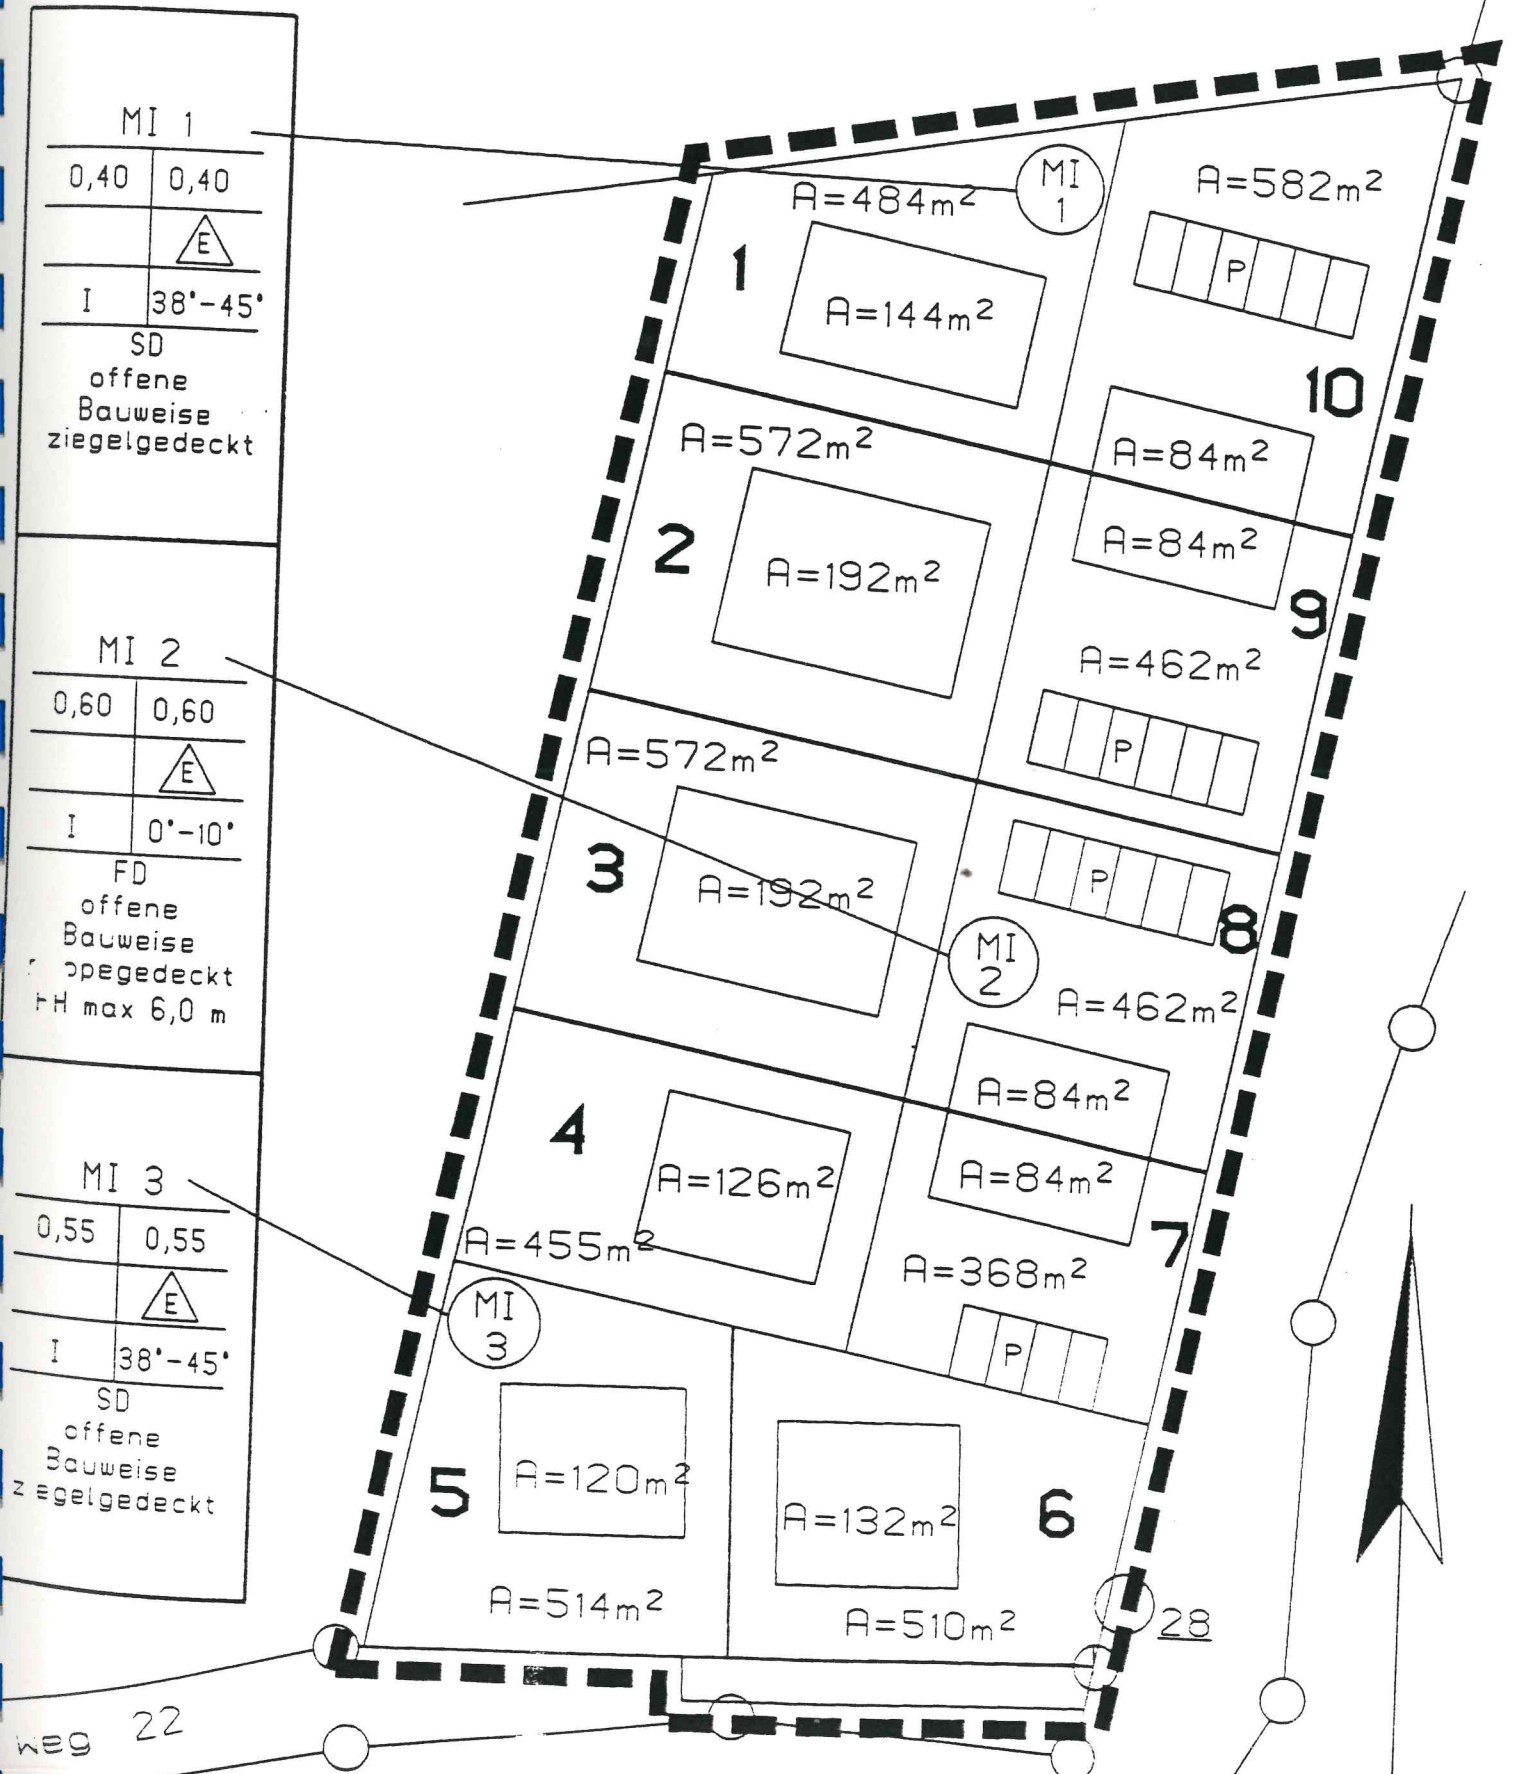 MI 1
0,40 0,40
E
I 38°-45°
SD
offene
Bauweise
ziegelgedeckt
MI 2
0,60 0,60
E
I 0°-10°
FD
offene
Bauweise
max 6,0 m
MI 3
0,55 0,55
E
I 38°-45°
SD
offene
Bauweise
MI
1
A=484m²
1
A=144m²
A=582m²
P
10
A=84m²
A=572m²
2
A=192m²
A=84m²
9
A=462m²
P
A=572m²
3
A=192m²
P
8
MI
2
A=462m²
A=84m²
4
A=126m²
A=455m²
A=84m²
7
A=368m²
P
MI
3
5
A=120m²
A=514m²
A=132m²
6
A=510m²
28
weg 22